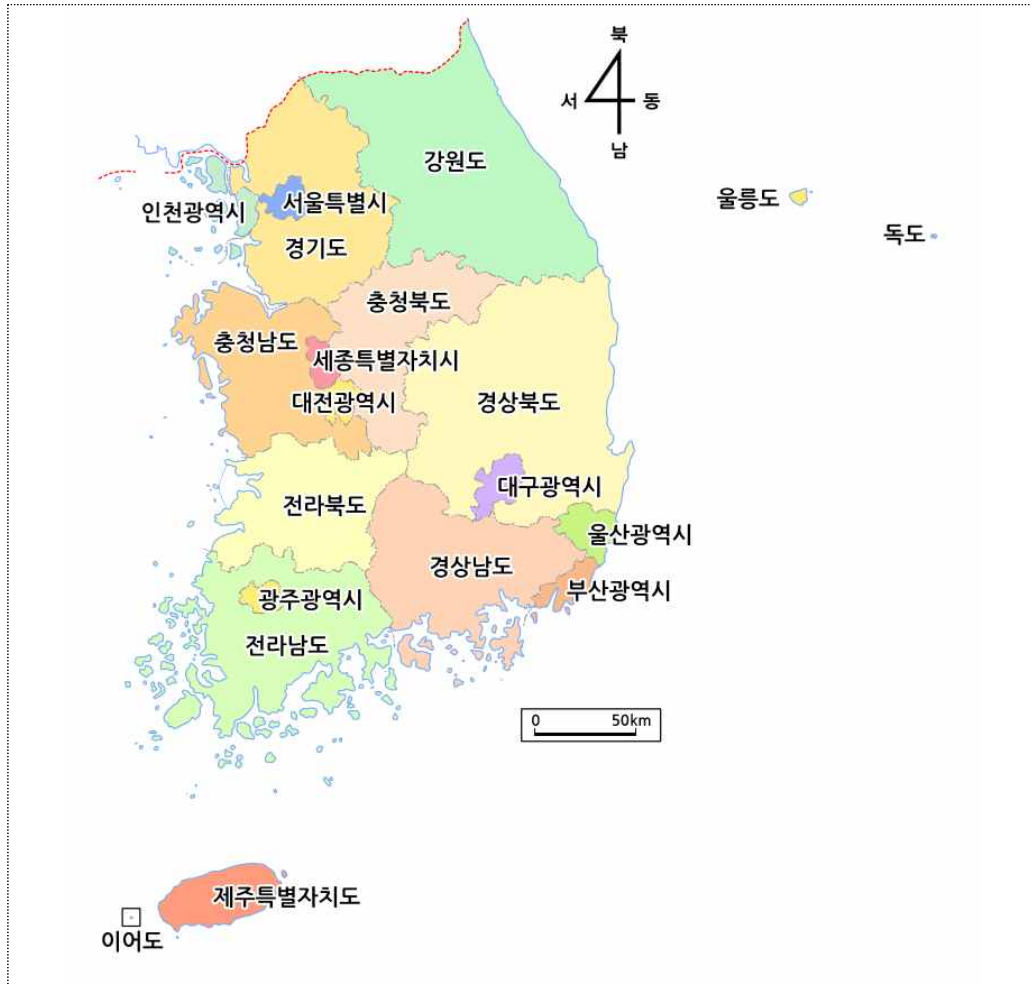 북
서 동
남
강원도
울릉도
독도
인천광역시
서울특별시
경기도
충청북도
충청남도
세종특별자치시
대전광역시
경상북도
대구광역시
전라북도
울산광역시
경상남도
부산광역시
광주광역시
전라남도
0 50km
제주특별자치도
이어도